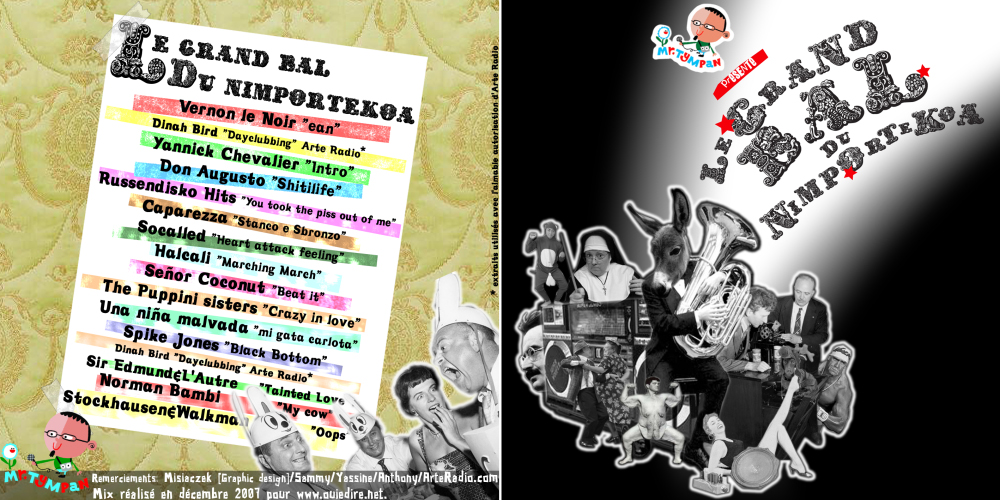 Le grand bal
Du nimportekoa
Vernon le Noir "ean"
Dinah Bird "Dayclubbing" Arte Radio*
Yannick Chevalier "Intro"
Don Augusto "Shitilife"
Russendisko Hits "You took the piss out of me"
Caparezza "Stanco e Sbronzo"
Socalled "Heart attack feeling"
Halcali "Marching March"
Señor Coconut "Beat it"
The Puppini sisters "Crazy in love"
Una niña malvada "mi gata carlota"
Spike Jones "Black Bottom"
Dinah Bird "Dayclubbing" Arte Radio*
Sir Edmund&L'Autre "Tainted Love
Norman Bambi "My cow"
Stockhausen&Walkma "Oops
Mr.Tympan
Remerciements: Misiaczek [Graphic design]/Sammy/Yassine/Anthony/ArteRadio.com
Mix réalisé en décembre 2007 pour www.ouiedire.net.
* extraits utilisés avec l'aimable autorisation d'Arte Radio
Mr.Tympan
présente
Le Grand
Bal
du
Nimportekoa